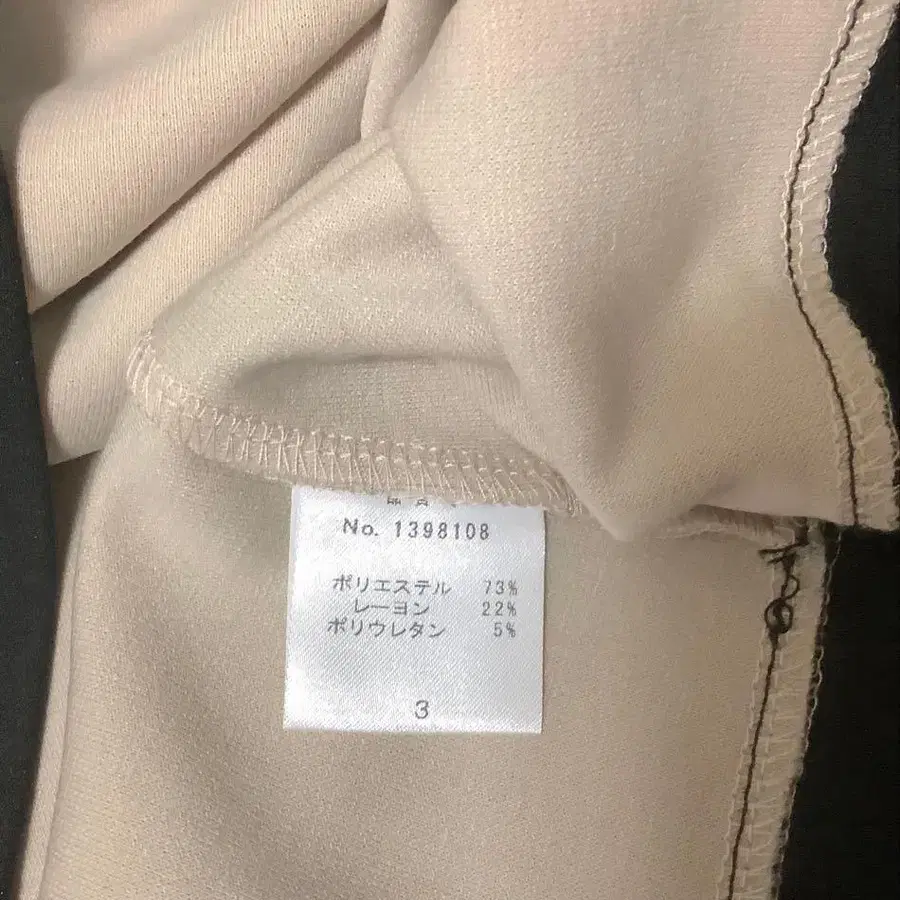 No. 1398108
ポリエステル 73%
レーヨン 22%
ポリウレタン 5%
3